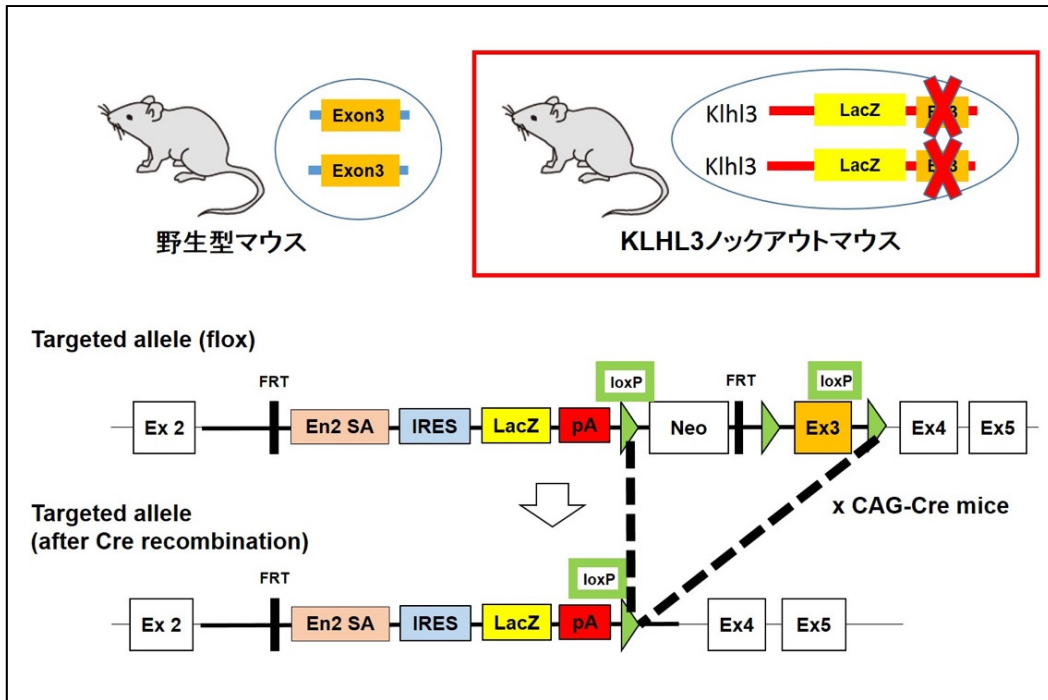 Exon3
Exon3
野生型マウス
Klhl3 LacZ
Klhl3 LacZ
KLHL3ノックアウトマウス
Targeted allele (flox)
FRT loxP FRT loxP
Ex 2 En2 SA IRES LacZ pA Neo Ex3 Ex4 Ex5
x CAG-Cre mice
Targeted allele
(after Cre recombination)
FRT loxP
Ex 2 En2 SA IRES LacZ pA Ex4 Ex5